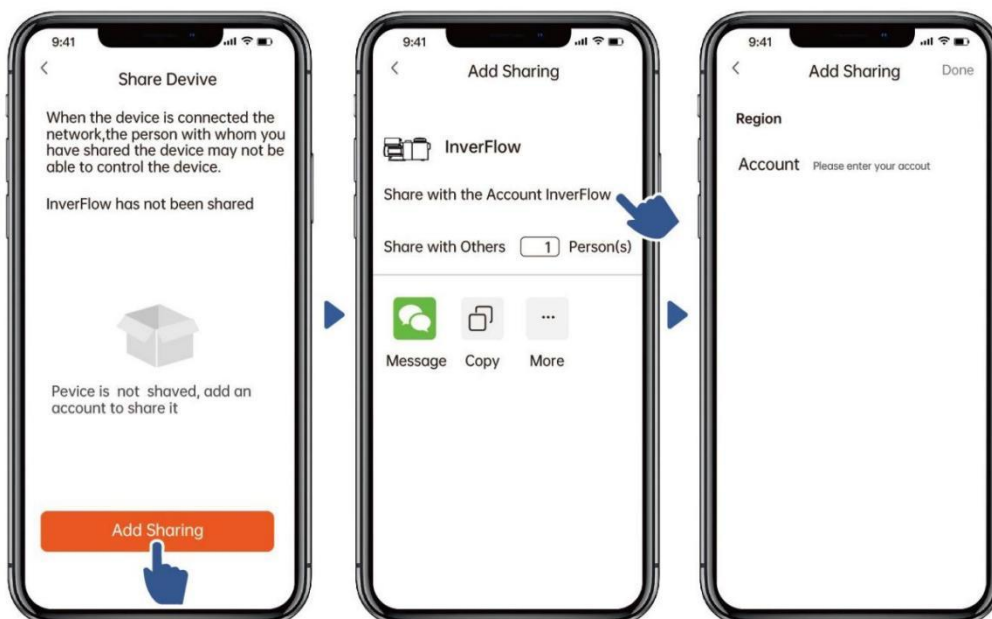 9:41
Share Devive
When the device is connected the
network,the person with whom you
have shared the device may not be
able to control the device.
InverFlow has not been shared
Pevice is not shaved, add an
account to share it
Add Sharing
9:41
Add Sharing
InverFlow
Share with the Account InverFlow
Share with Others 1 Person(s)
Message Copy More
9:41
Add Sharing Done
Region
Account Please enter your accout